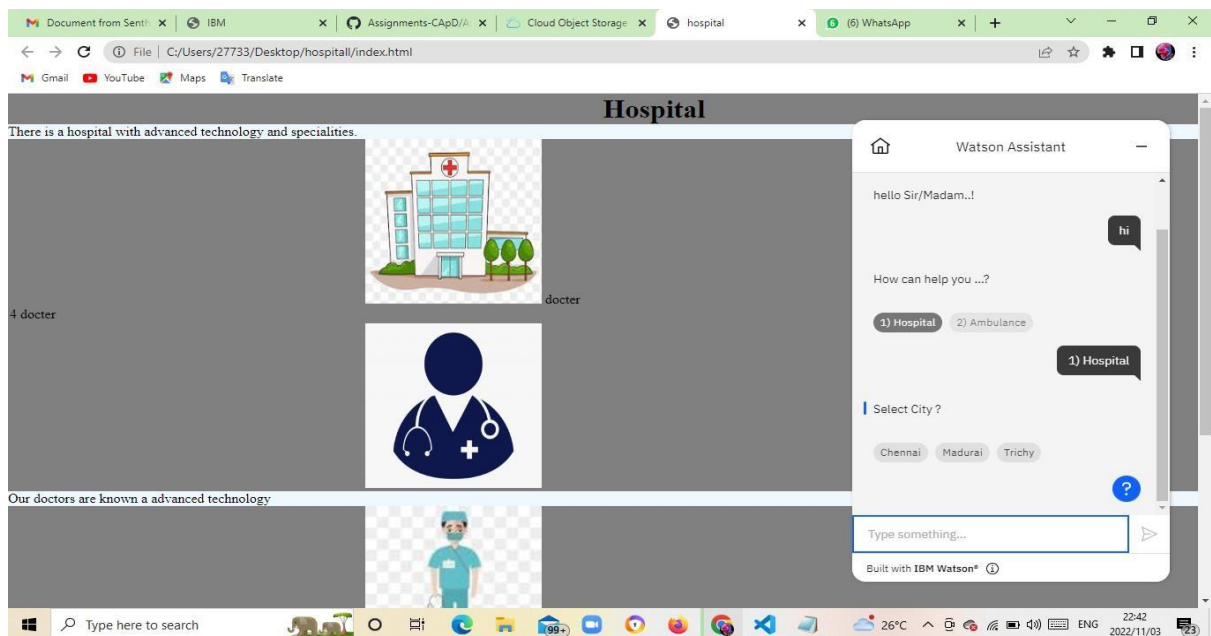 Document from Senth
IBM
Assignments-CApD/A
Cloud Object Storage
hospital
(6) WhatsApp
File | C:/Users/27733/Desktop/hospitall/index.html
Gmail
YouTube
Maps
Translate
Hospital
There is a hospital with advanced technology and specialities.
docter
4 docter
Our doctors are known a advanced technology
Watson Assistant
hello Sir/Madam..!
hi
How can help you ...?
1) Hospital
2) Ambulance
1) Hospital
Select City ?
Chennai
Madurai
Trichy
?
Type something...
Built with IBM Watson®
Type here to search
99+
26°C
ENG
22:42
2022/11/03
23